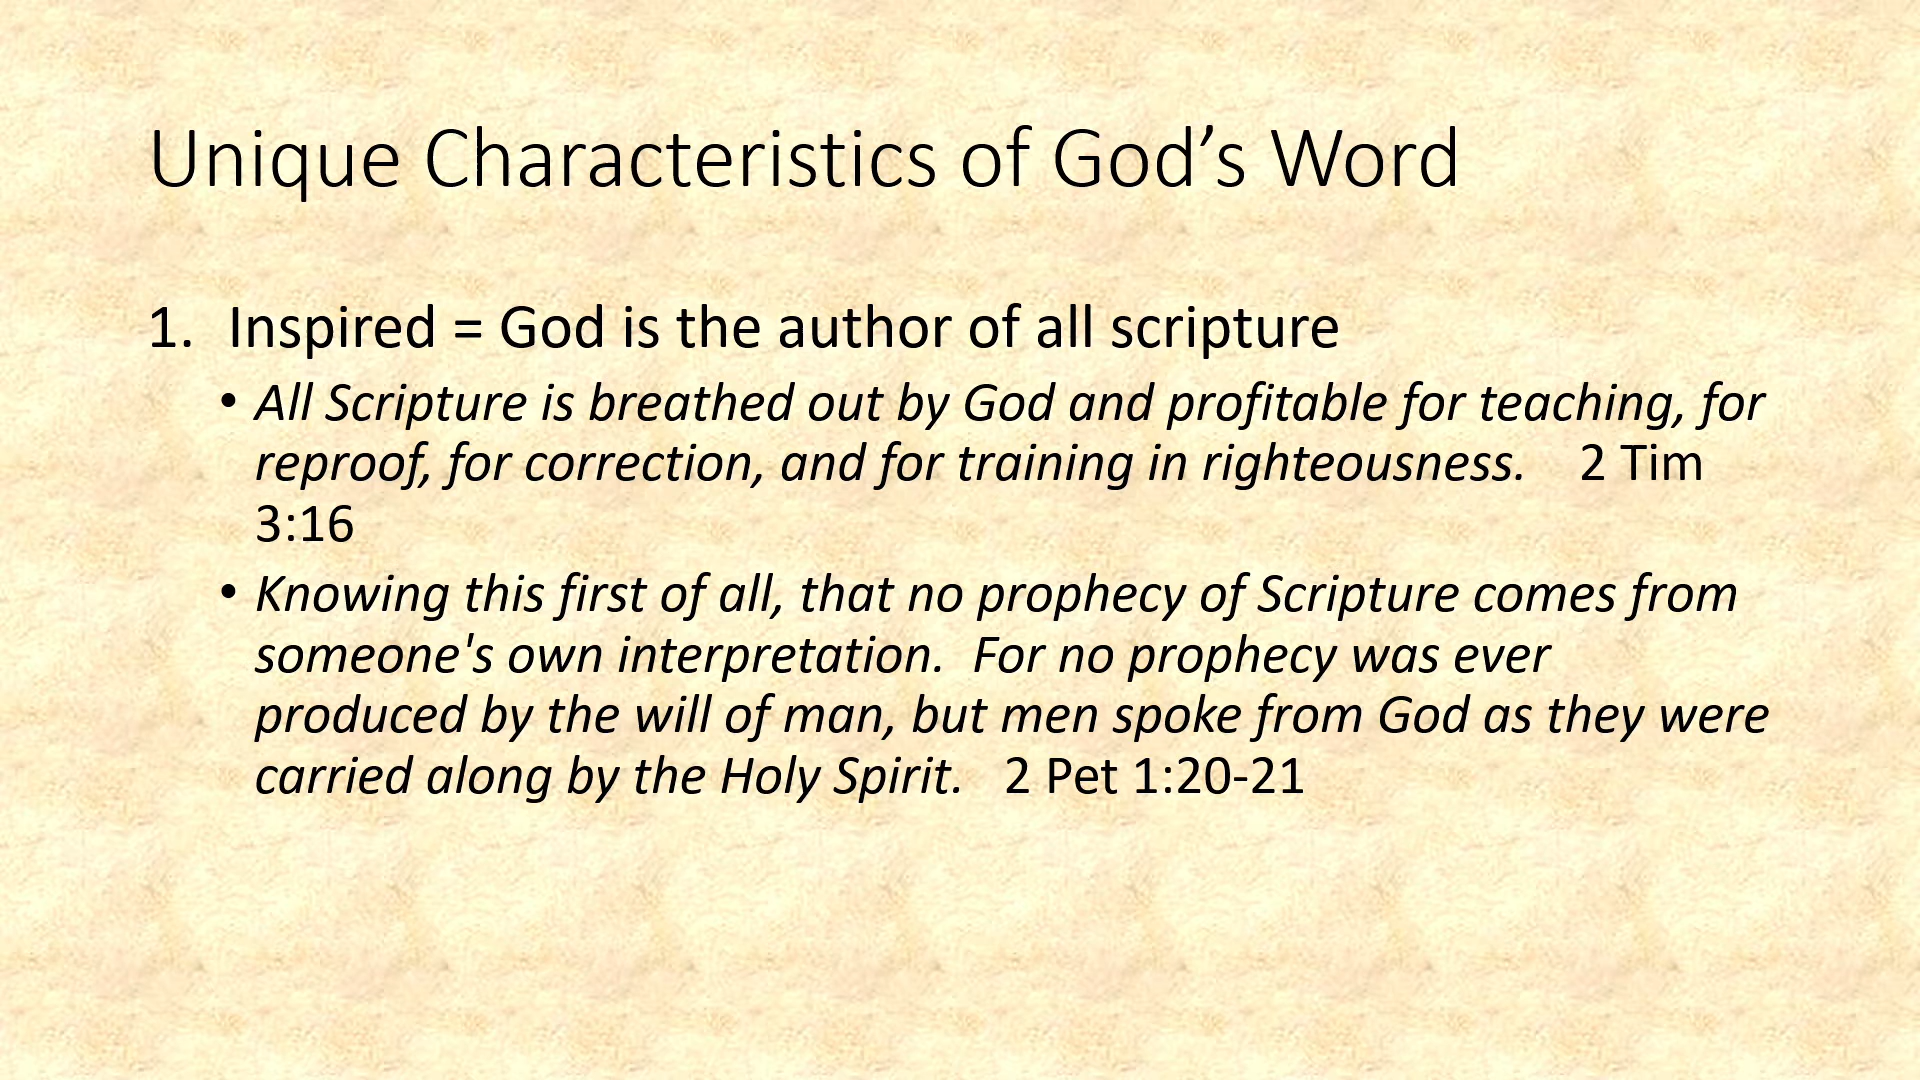 Unique Characteristics of God’s Word
1. Inspired = God is the author of all scripture
• All Scripture is breathed out by God and profitable for teaching, for
reproof, for correction, and for training in righteousness.    2 Tim
3:16
• Knowing this first of all, that no prophecy of Scripture comes from
someone's own interpretation.  For no prophecy was ever
produced by the will of man, but men spoke from God as they were
carried along by the Holy Spirit.   2 Pet 1:20-21